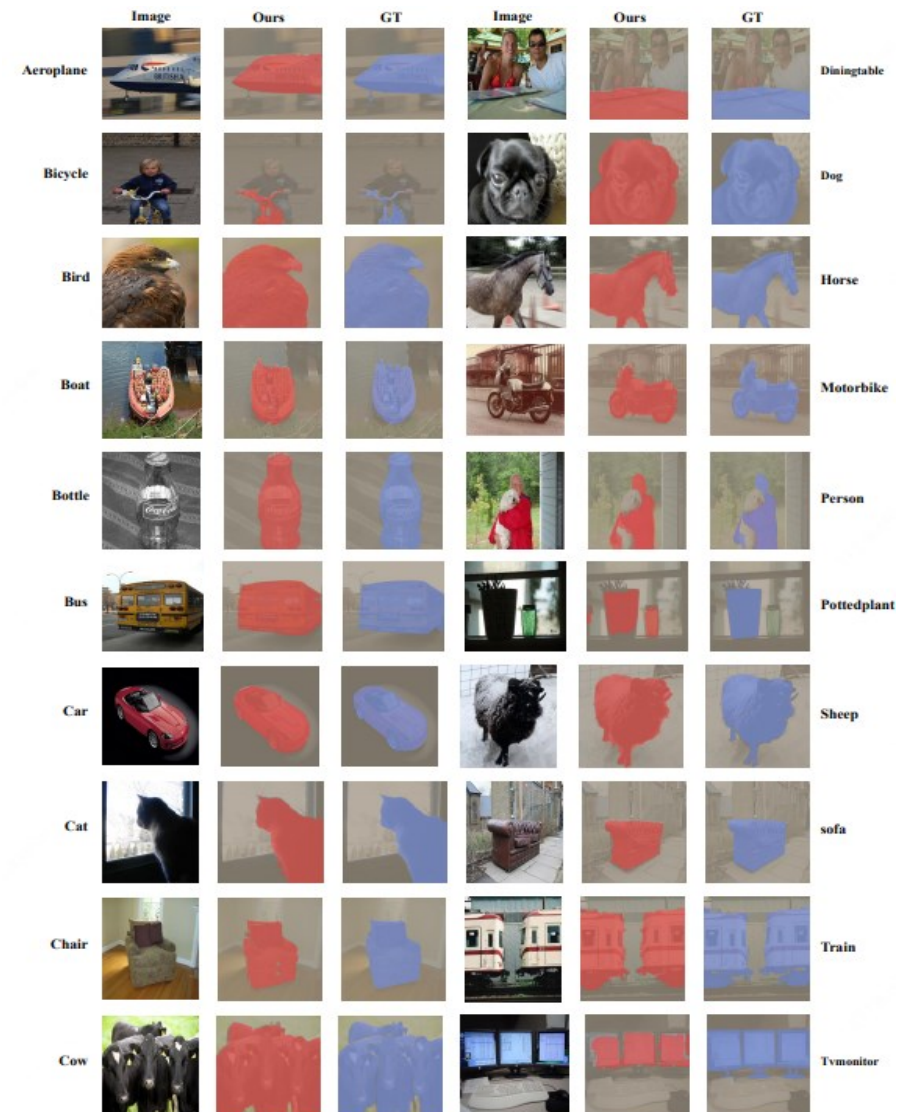 Image Ours GT Image Ours GT
Aeroplane Diningtable
Bicycle Dog
Bird Horse
Boat Motorbike
Bottle Person
Bus Pottedplant
Car Sheep
Cat sofa
Chair Train
Cow Tvmonitor